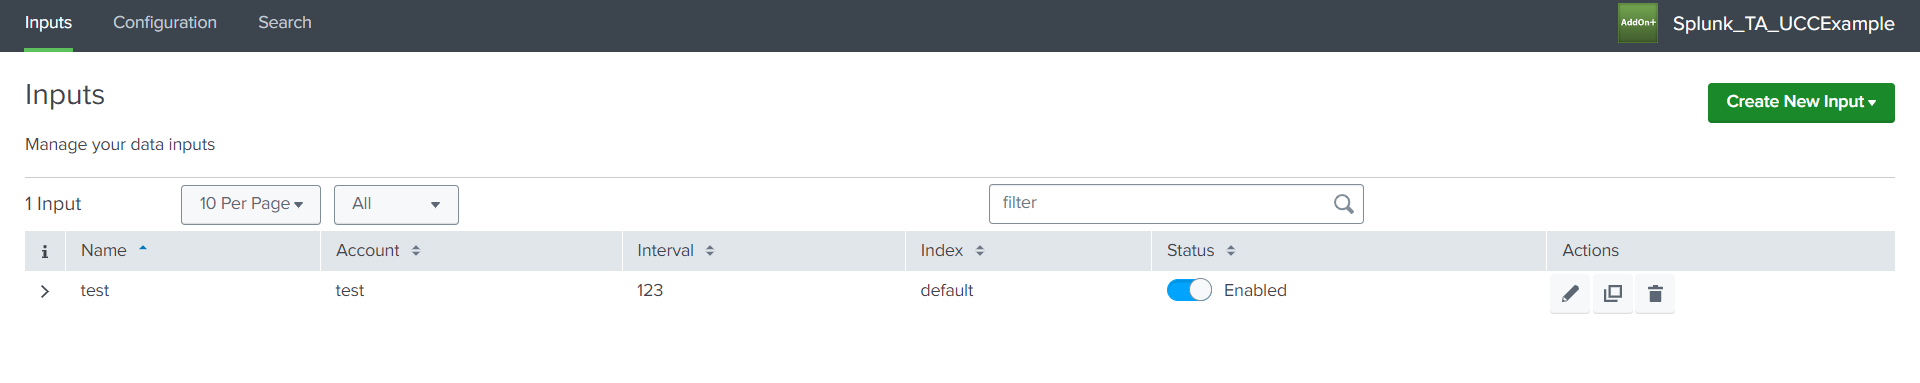 Inputs Configuration Search AddOn+ Splunk_TA_UCCExample
Inputs
Create New Input
Manage your data inputs
1 Input 10 Per Page All filter
i Name Account Interval Index Status Actions
test test 123 default Enabled